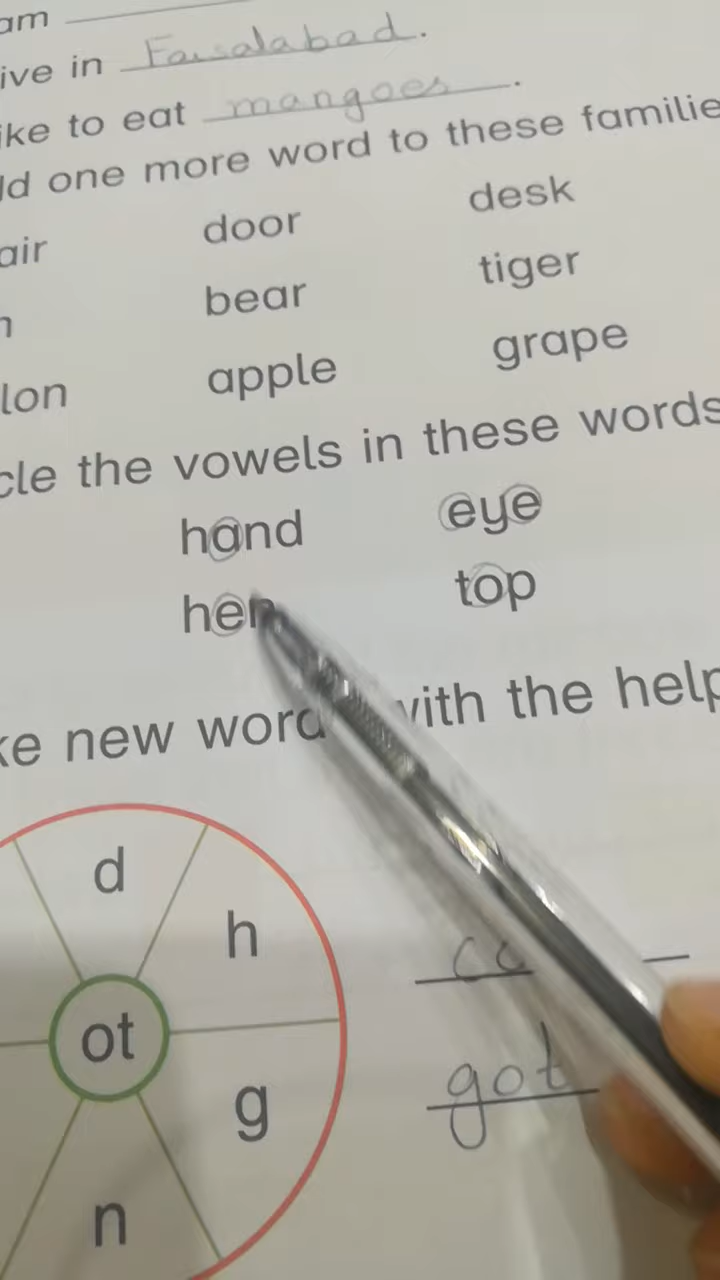 am
ive in Faisalabad.
ike to eat mangoes.
ld one more word to these familie
air door desk
bear tiger
lon apple grape
cle the vowels in these words
hand eye
hen top
ke new word with the help
d
h
ot
g
got
n